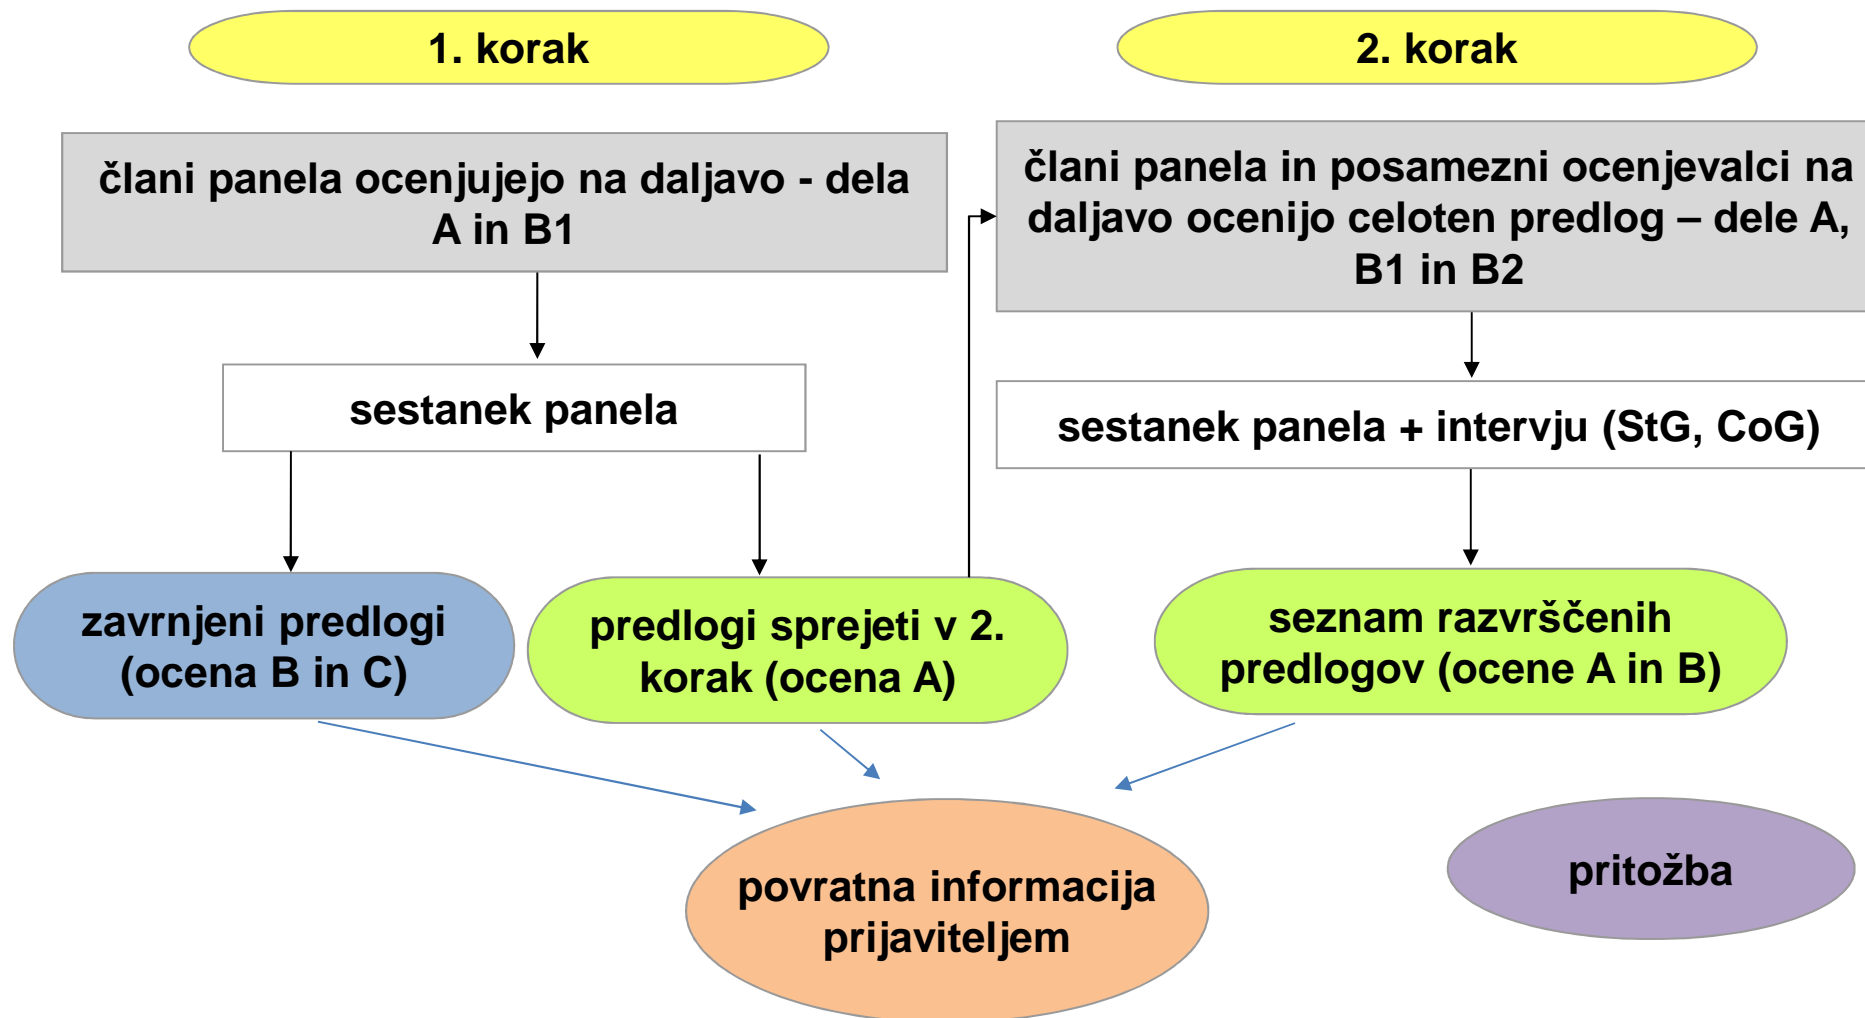 1. korak
člani panela ocenjujejo na daljavo - dela
A in B1
sestanek panela
zavrnjeni predlogi
(ocena B in C)
predlogi sprejeti v 2.
korak (ocena A)
2. korak
člani panela in posamezni ocenjevalci na
daljavo ocenijo celoten predlog – dele A,
B1 in B2
sestanek panela + intervju (StG, CoG)
seznam razvrščenih
predlogov (ocene A in B)
povratna informacija
prijaviteljem
pritožba